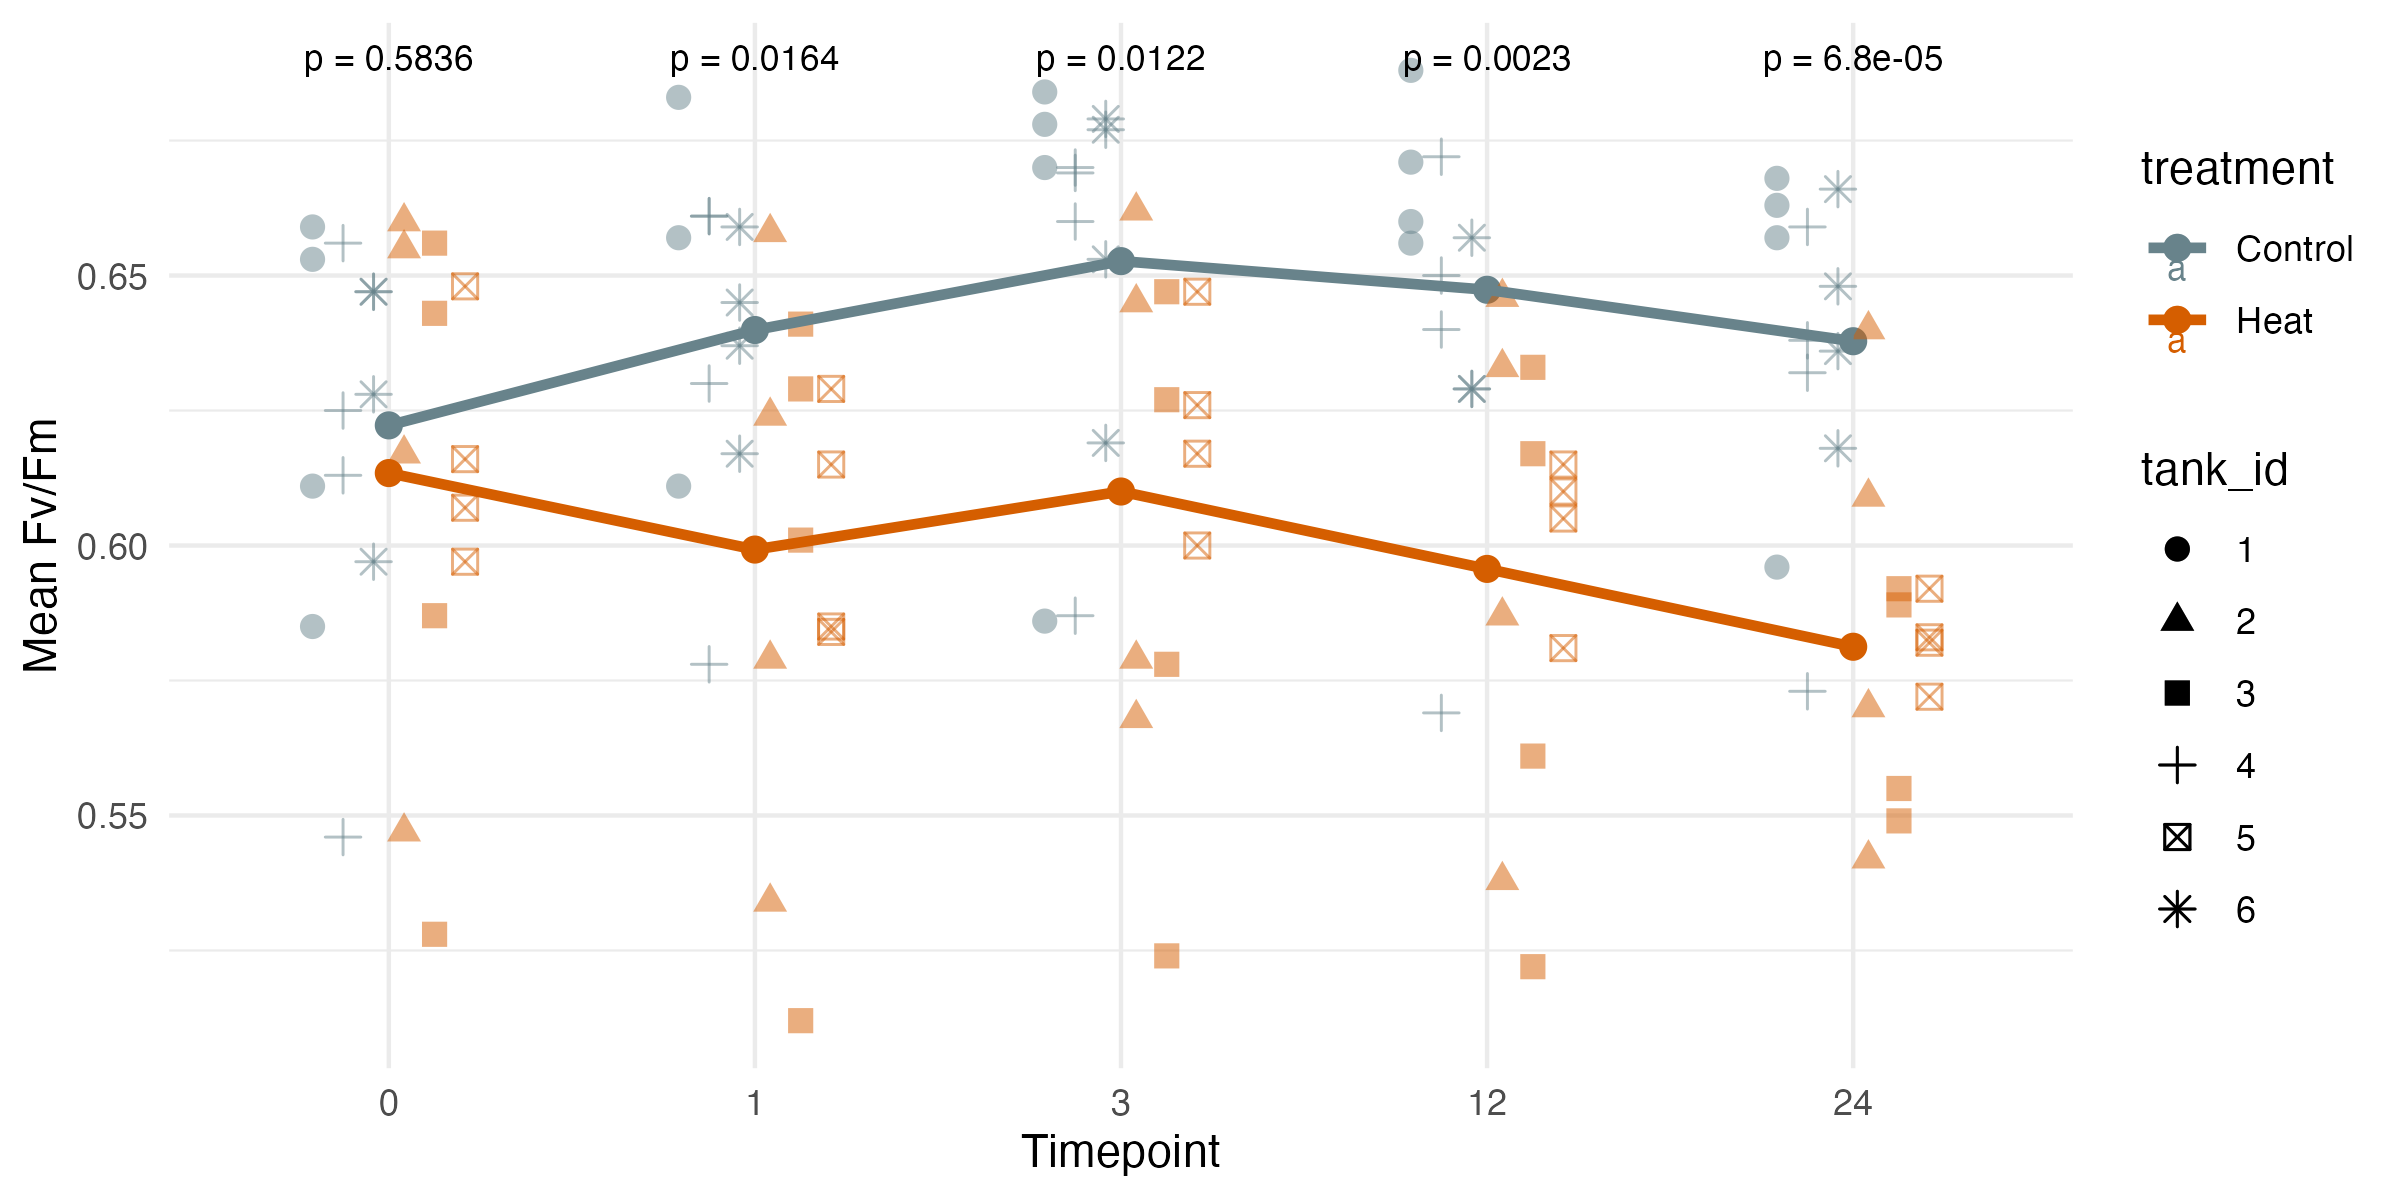 p = 0.5836
p = 0.0164
p = 0.0122
p = 0.0023
p = 6.8e-05
Mean Fv/Fm
0.65
0.60
0.55
0
1
3
12
24
Timepoint
treatment
a
Control
a
Heat
tank_id
1
2
3
4
5
6